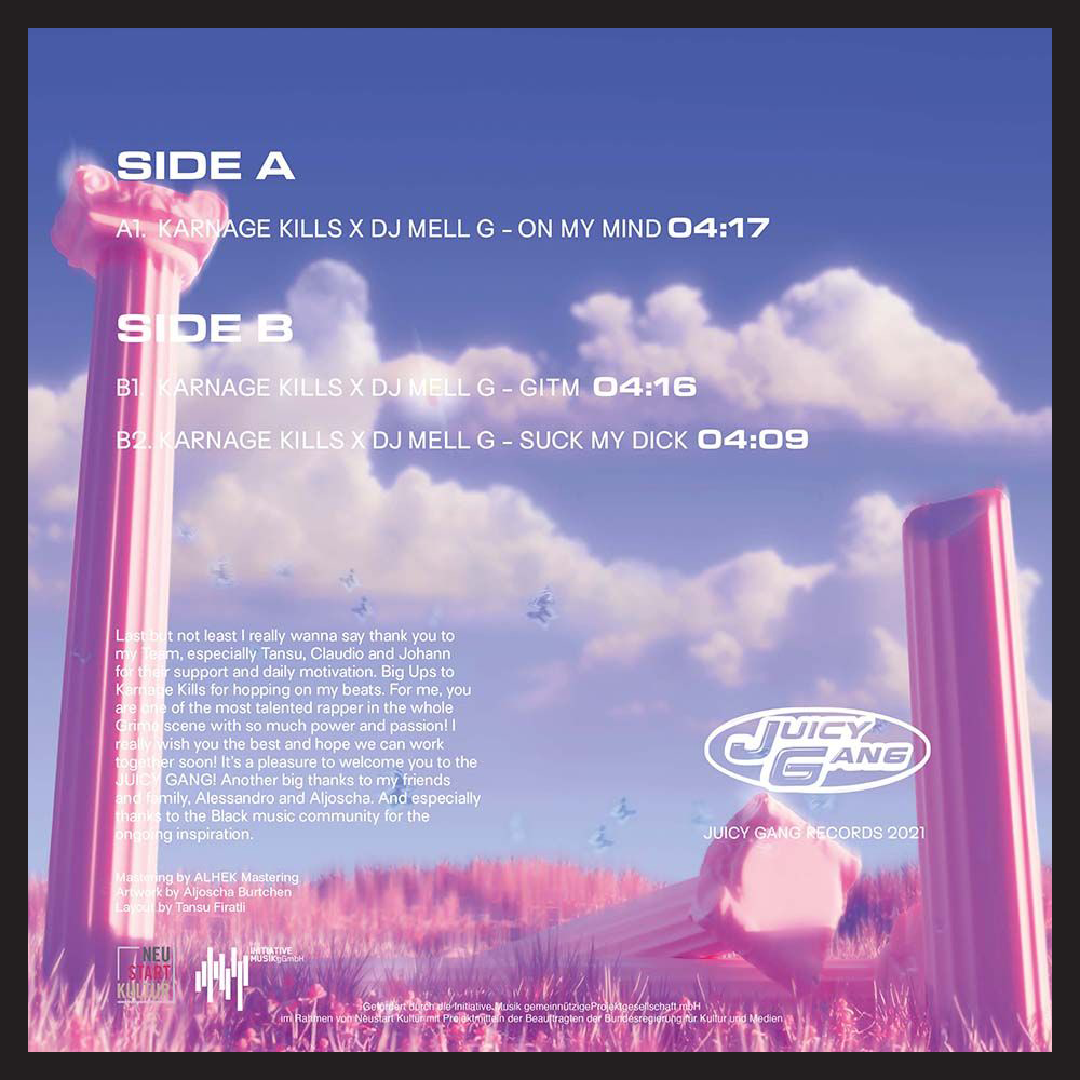 SIDE A
A1. KARNAGE KILLS X DJ MELL G – ON MY MIND 04:17
SIDE B
B1. KARNAGE KILLS X DJ MELL G – GITM 04:16
B2. KARNAGE KILLS X DJ MELL G – SUCK MY DICK 04:09
Last but not least I really wanna say thank you to
my Team, especially Tansu, Claudio and Johann
for their support and daily motivation. Big Ups to
Karnage Kills for hopping on my beats. For me, you
are one of the most talented rapper in the whole
Grime scene with so much power and passion! I
really wish you the best and hope we can work
together soon! It's a pleasure to welcome you to the
JUICY GANG! Another big thanks to my friends
and family, Alessandro and Aljoscha. And especially
thanks to the Black music community for the
ongoing inspiration.
JUICY
GANG
JUICY GANG RECORDS 2021
Mastering by ALHEK Mastering
Artwork by Aljoscha Burtchen
Layout by Tansu Firatli
NEU
START
KULTUR
INITIATIVE
MUSIK gGmbH
Gefördert durch die Initiative Musik gemeinnützige Projektgesellschaft mbH
im Rahmen von Neustart Kultur mit Projektmitteln der Beauftragten der Bundesregierung für Kultur und Medien